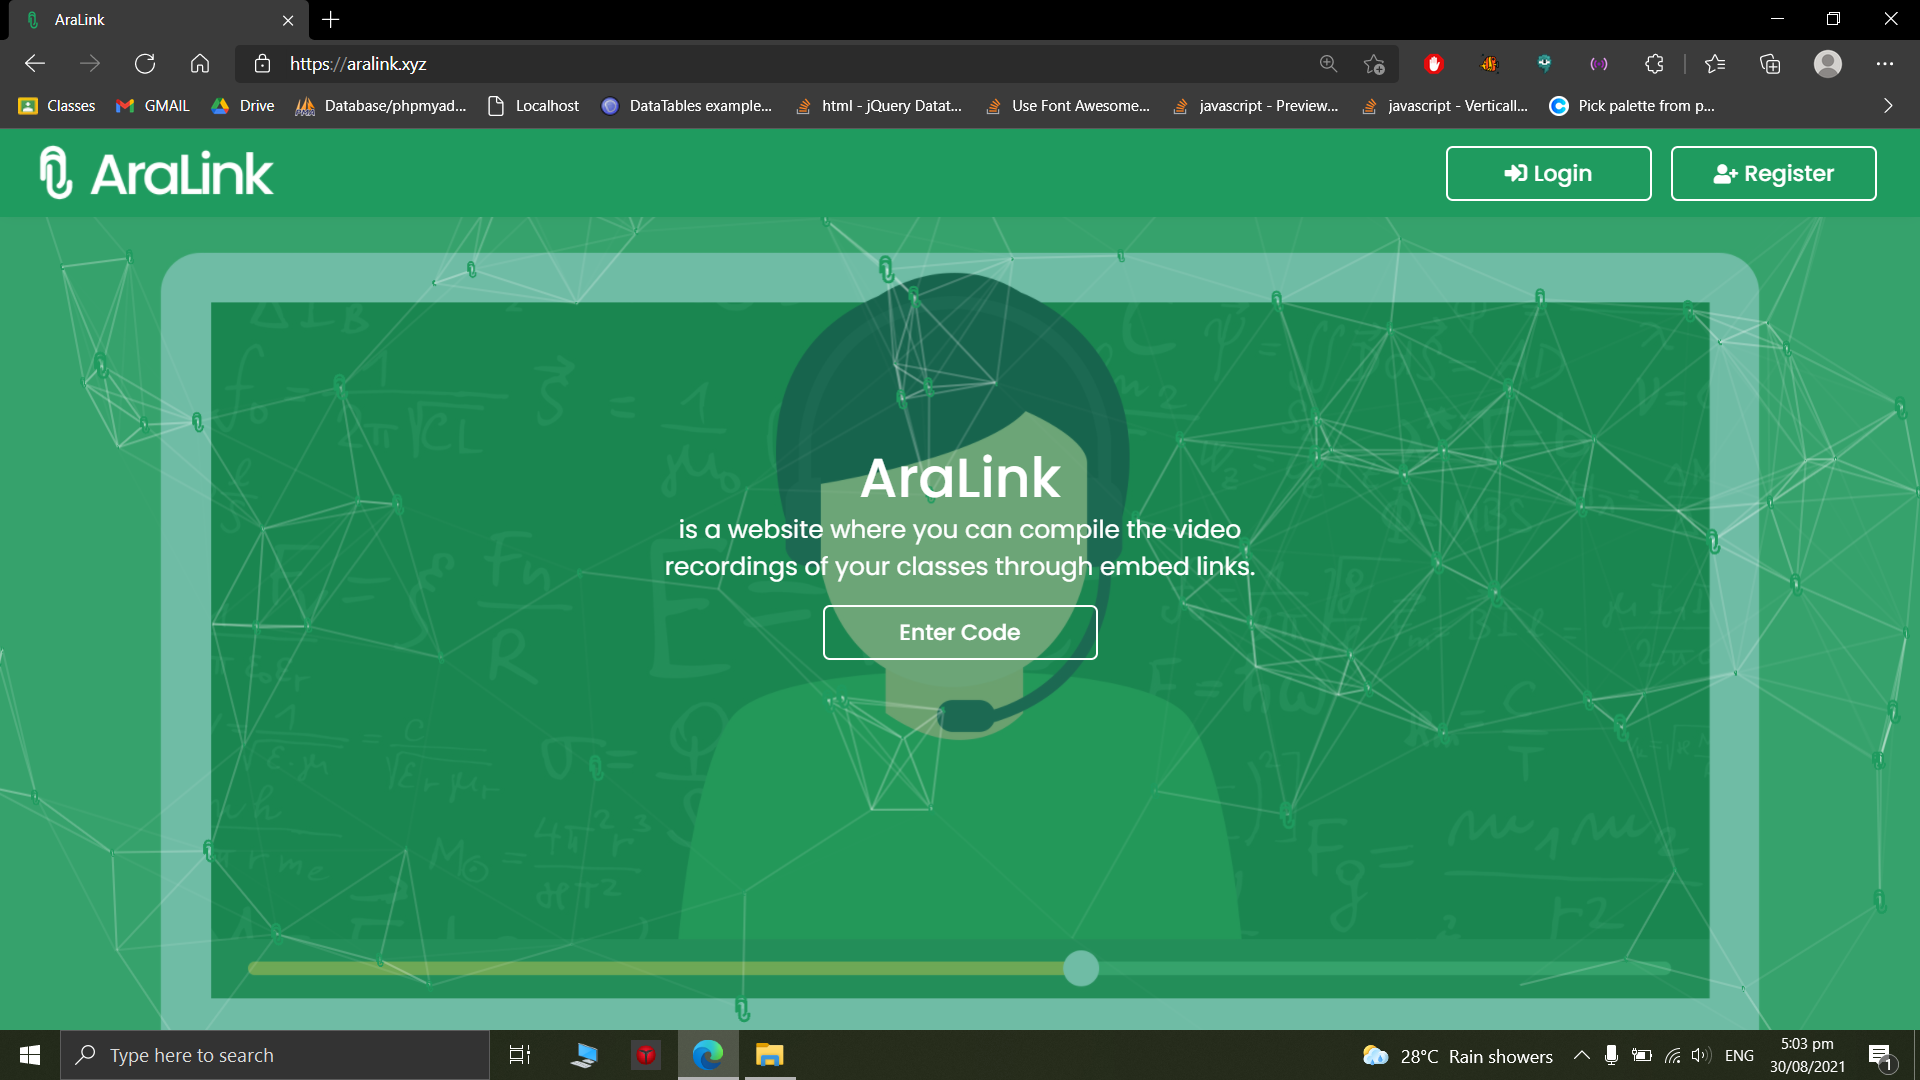 AraLink
https://aralink.xyz
Classes GMAIL Drive Database/phpmyad... Localhost DataTables example... html - jQuery Datat... Use Font Awesome... javascript - Preview... javascript - Verticall... Pick palette from p...
AraLink
Login
Register
AraLink
is a website where you can compile the video
recordings of your classes through embed links.
Enter Code
Type here to search
28°C Rain showers
ENG
5:03 pm
30/08/2021
1